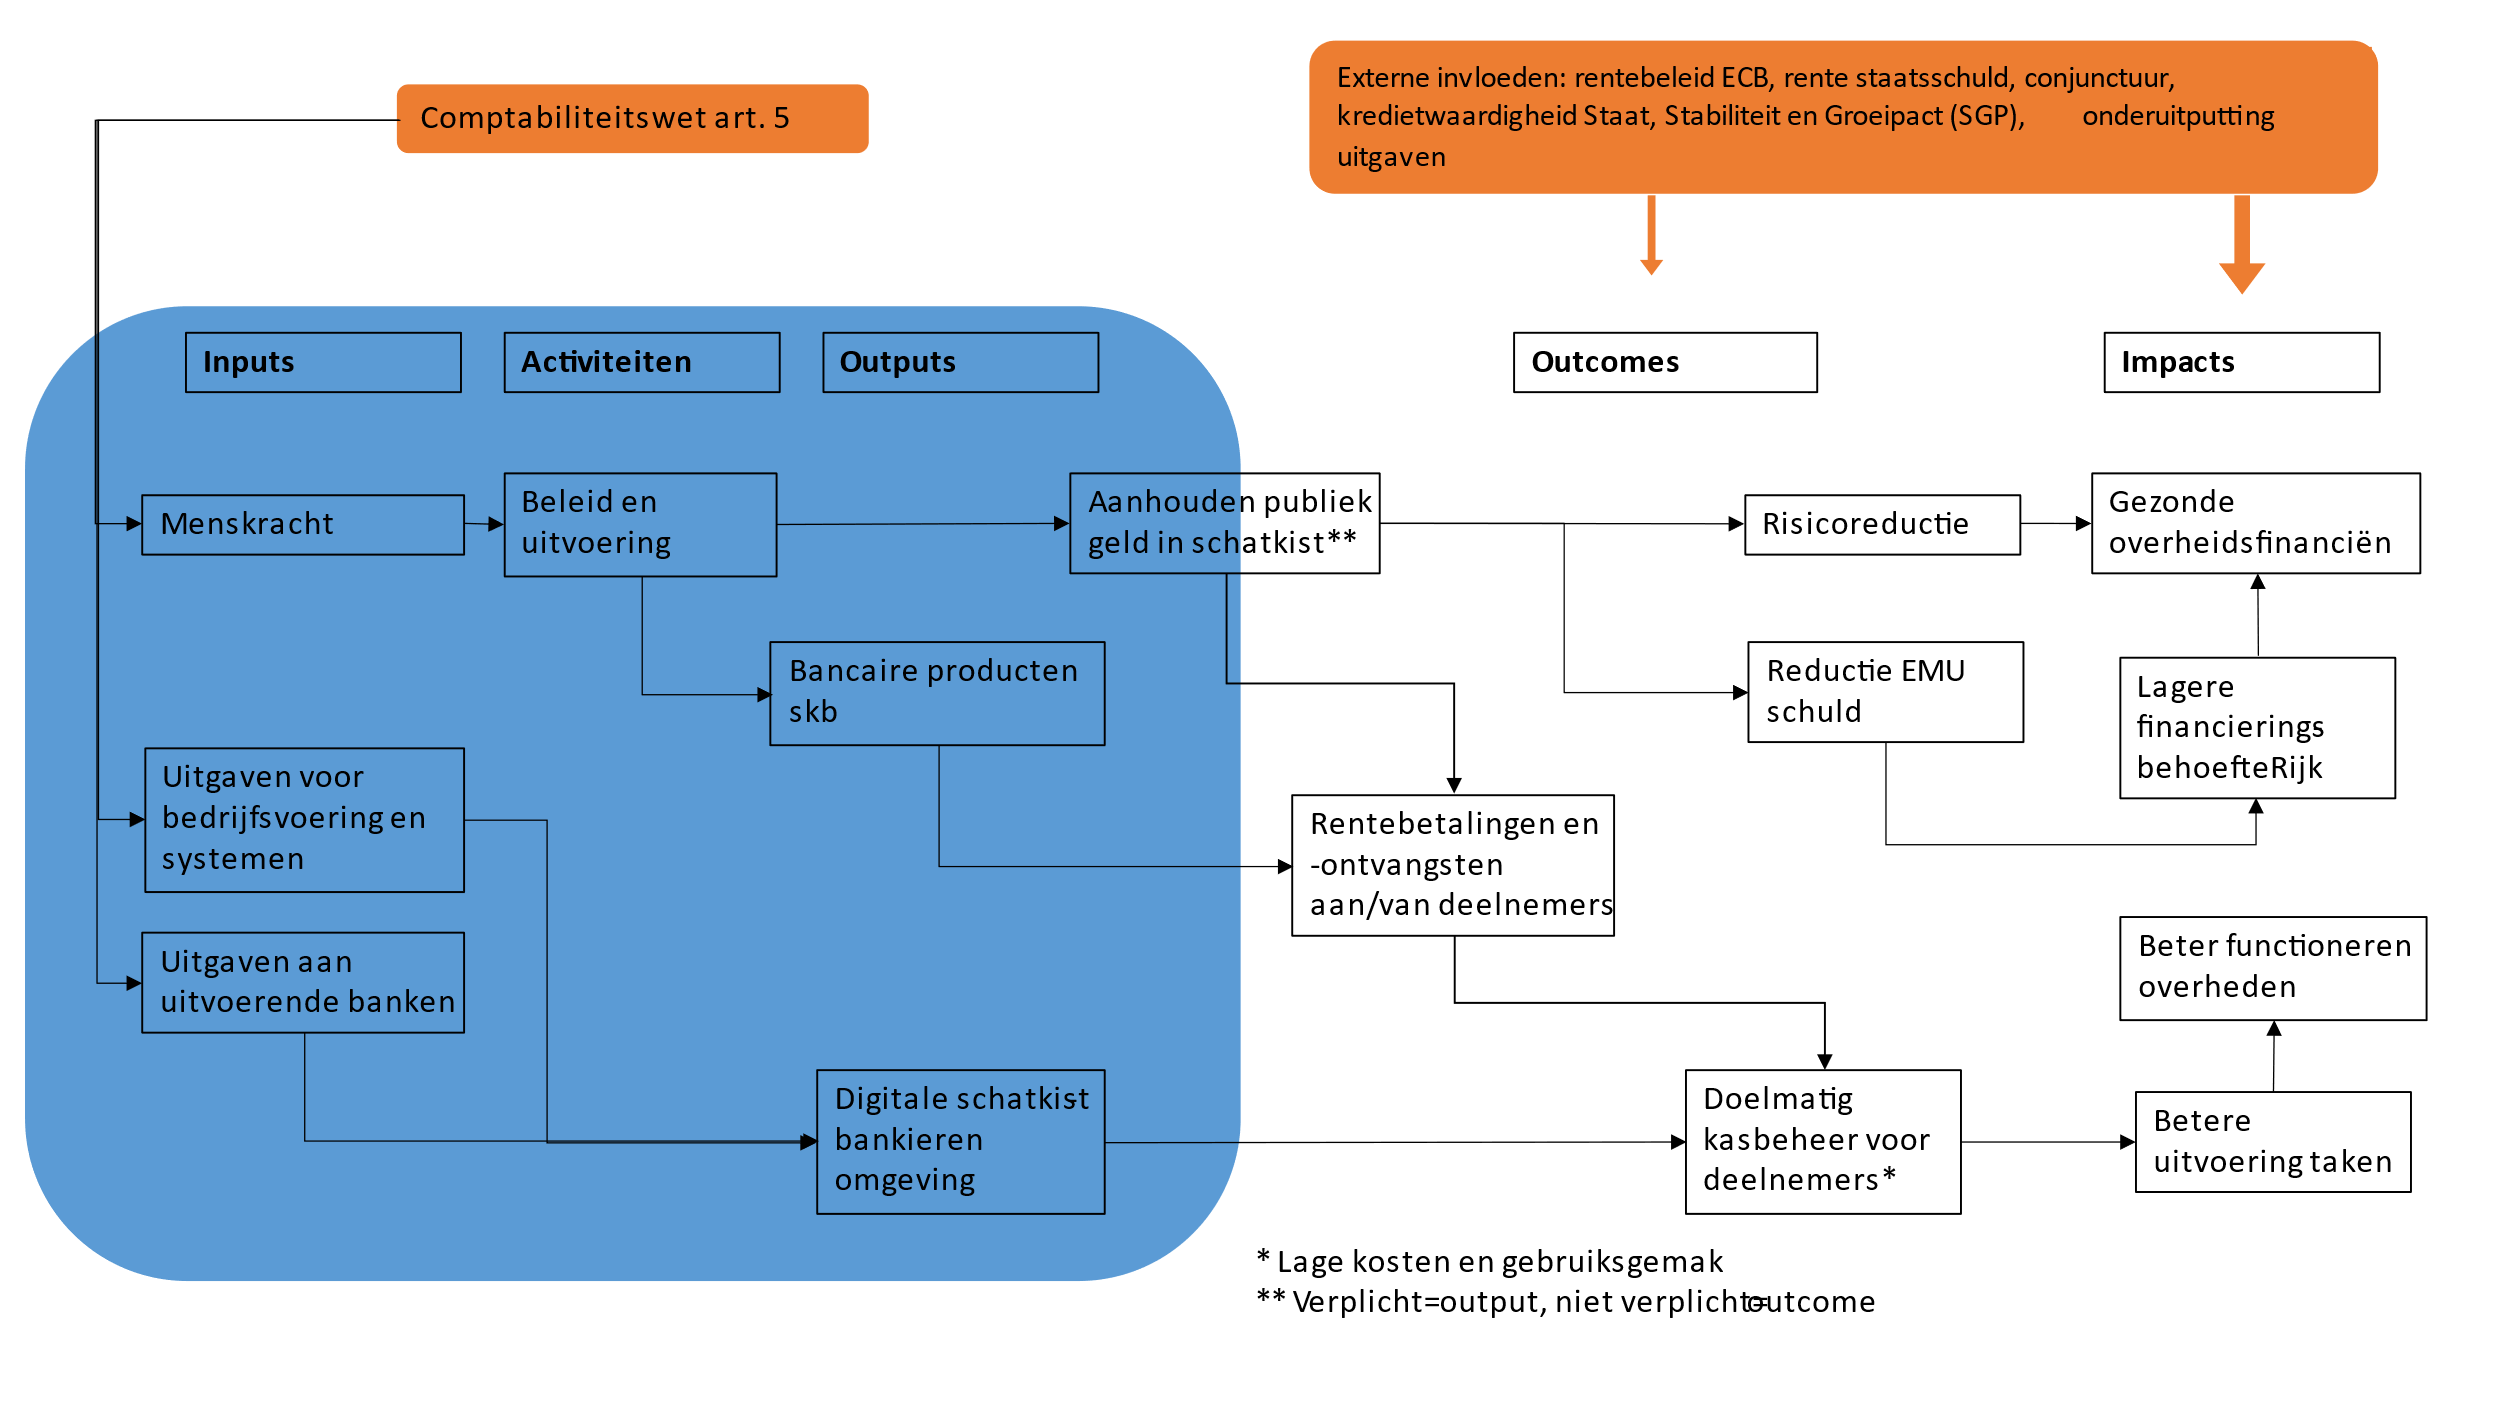 Comptabiliteitswet art. 5
Externe invloeden: rentebeleid ECB, rente staatsschuld, conjunctuur,
kredietwaardigheid Staat, Stabiliteit en Groeipact (SGP), onderuitputting
uitgaven
Inputs
Activiteiten
Outputs
Outcomes
Impacts
Menskracht
Beleid en
uitvoering
Aanhouden publiek
geld in schatkist**
Risicoreductie
Gezonde
overheidsfinanciën
Bancaire producten
skb
Reductie EMU
schuld
Lagere
financierings-
behoefteRijk
Uitgaven voor
bedrijfsvoering en
systemen
Rentebetalingen en
-ontvangsten
aan/van deelnemers
Uitgaven aan
uitvoerende banken
Beter functioneren
overheden
Digitale schatkist-
bankieren
omgeving
Doelmatig
kasbeheer voor
deelnemers*
Betere
uitvoering taken
* Lage kosten en gebruiksgemak
** Verplicht=output, niet verplicht=outcome